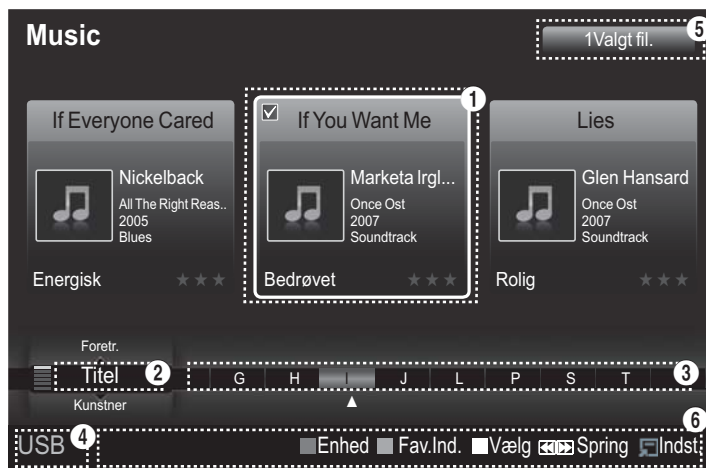 Music
1Valgt fil.
5
1
If Everyone Cared
Nickelback
All The Right Reas..
2005
Blues
Energisk
If You Want Me
Marketa Irgl...
Once Ost
2007
Soundtrack
Bedrøvet
Lies
Glen Hansard
Once Ost
2007
Soundtrack
Rolig
Foretr.
Titel
2
Kunstner
G H I J L P S T
3
USB
4
6
Enhed Fav.Ind. Vælg Spring Indst.